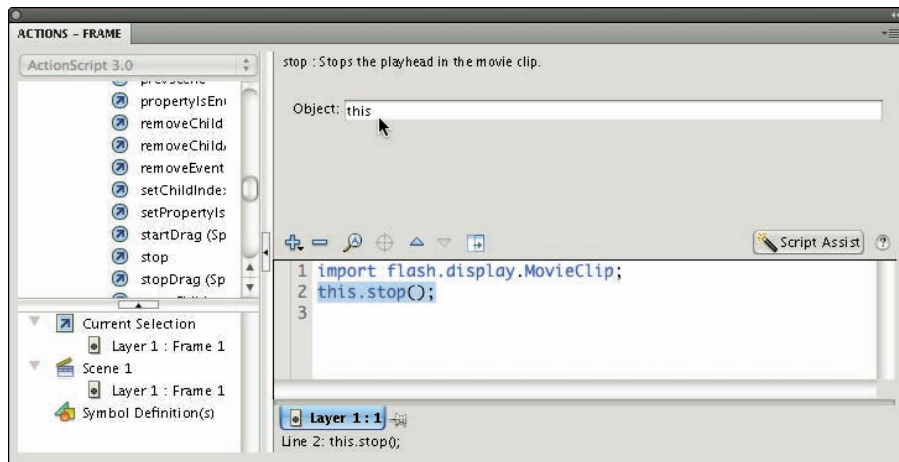 ACTIONS – FRAME
ActionScript 3.0
propertyIsEnu
removeChild
removeChild
removeEvent
setChildIndex
setPropertyIs
startDrag (Sp
stop
stopDrag (Sp
Current Selection
Layer 1 : Frame 1
Scene 1
Layer 1 : Frame 1
Symbol Definition(s)
stop : Stops the playhead in the movie clip.
Object: this
Script Assist ?
1 import flash.display.MovieClip;
2 this.stop();
3
Layer 1 : 1
Line 2: this.stop();